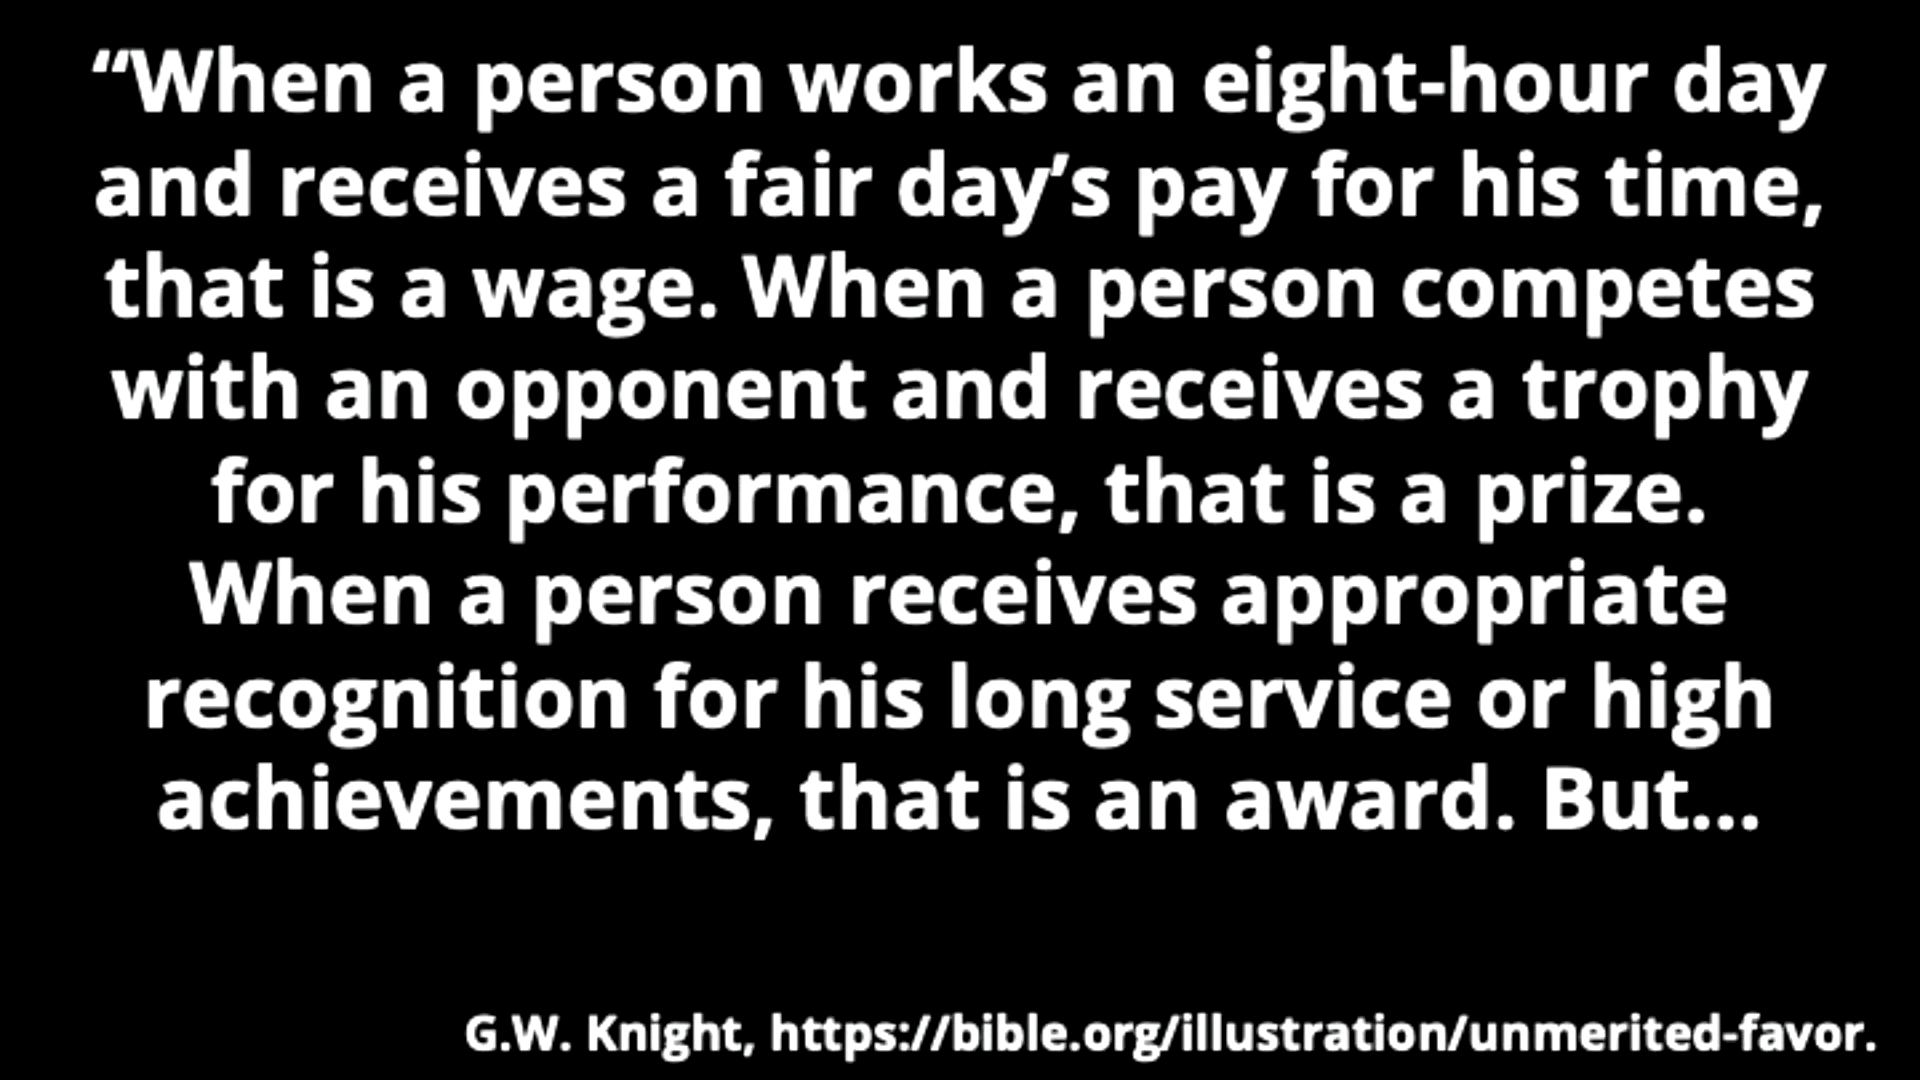 “When a person works an eight-hour day
and receives a fair day’s pay for his time,
that is a wage. When a person competes
with an opponent and receives a trophy
for his performance, that is a prize.
When a person receives appropriate
recognition for his long service or high
achievements, that is an award. But...
G.W. Knight, https://bible.org/illustration/unmerited-favor.